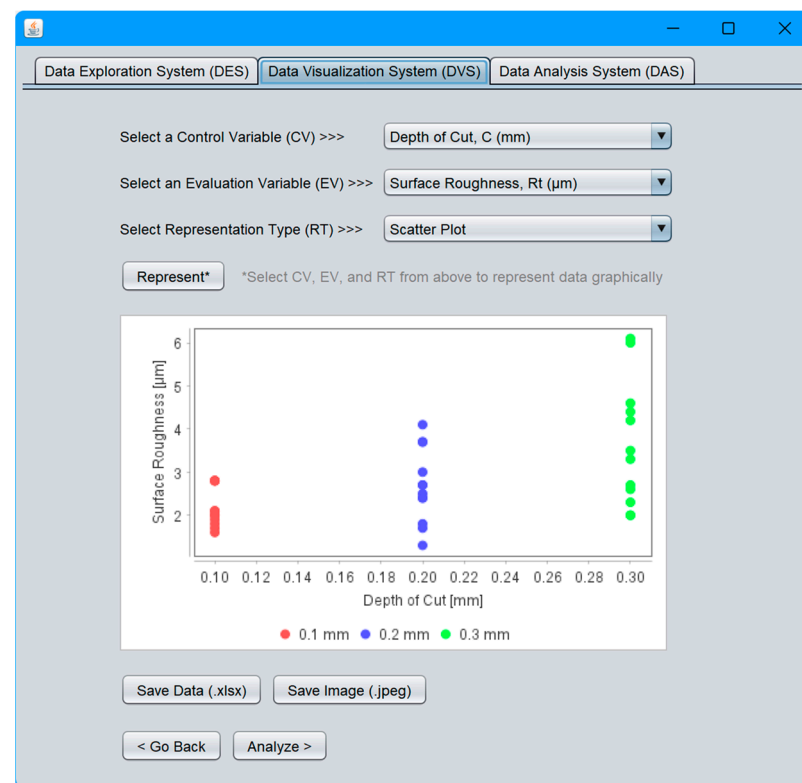 Data Exploration System (DES) Data Visualization System (DVS) Data Analysis System (DAS)
Select a Control Variable (CV) >>> Depth of Cut, C (mm)
Select an Evaluation Variable (EV) >>> Surface Roughness, Rt (µm)
Select Representation Type (RT) >>> Scatter Plot
Represent* *Select CV, EV, and RT from above to represent data graphically
Surface Roughness [µm]
6
5
4
3
2
0.10 0.12 0.14 0.16 0.18 0.20 0.22 0.24 0.26 0.28 0.30
Depth of Cut [mm]
0.1 mm 0.2 mm 0.3 mm
Save Data (.xlsx) Save Image (.jpeg)
< Go Back Analyze >